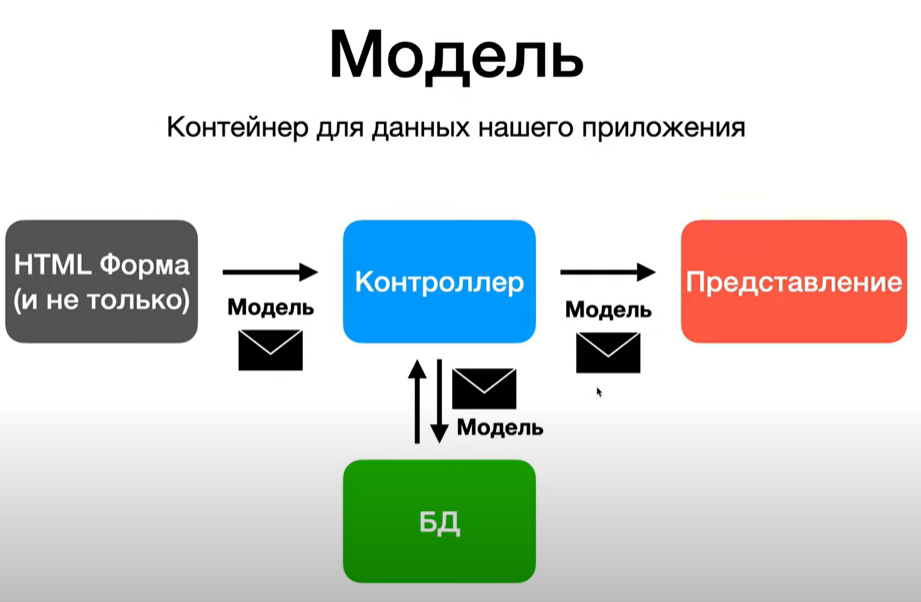 Модель
Контейнер для данных нашего приложения
HTML Форма
(и не только)
Модель
Контроллер
Модель
Представление
Модель
БД